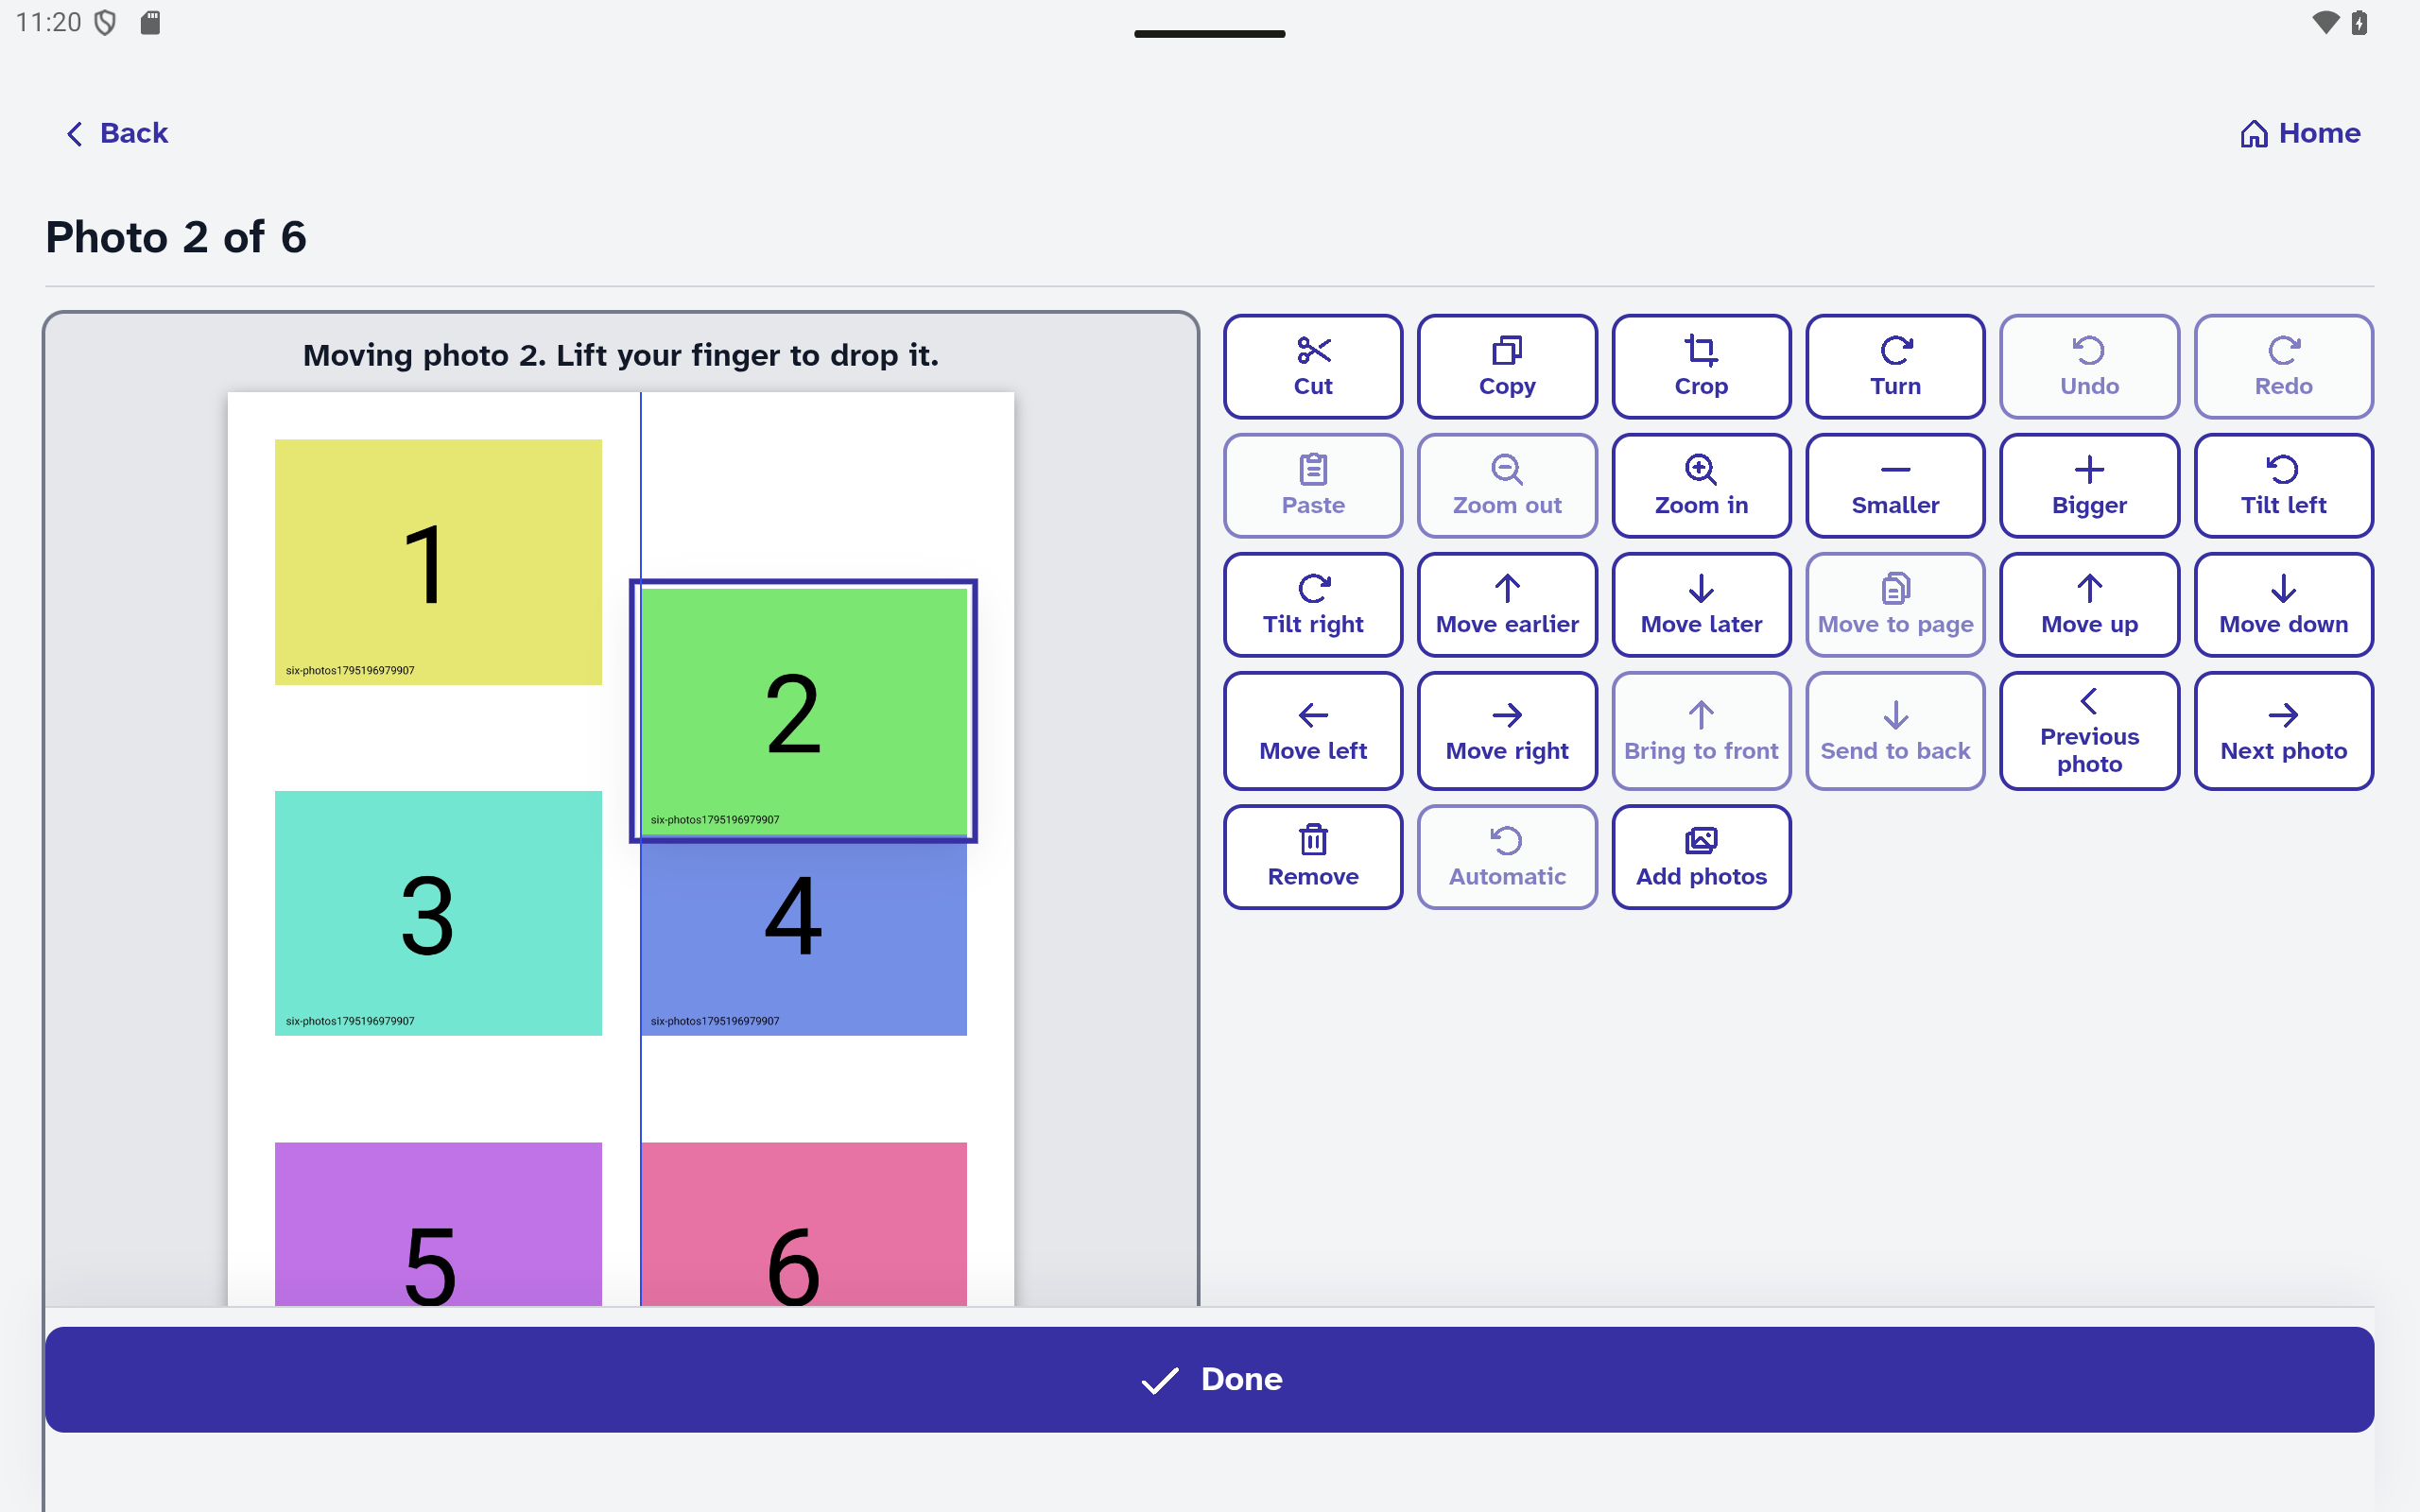 11:20
Back
Home
Photo 2 of 6
Moving photo 2. Lift your finger to drop it.
1
six-photos1795196979907
2
six-photos1795196979907
3
six-photos1795196979907
4
six-photos1795196979907
5
6
Cut
Copy
Crop
Turn
Undo
Redo
Paste
Zoom out
Zoom in
Smaller
Bigger
Tilt left
Tilt right
Move earlier
Move later
Move to page
Move up
Move down
Move left
Move right
Bring to front
Send to back
Previous
photo
Next photo
Remove
Automatic
Add photos
Done